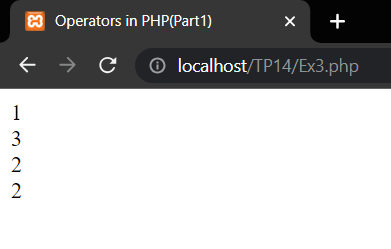 Operators in PHP(Part1)
localhost/TP14/Ex3.php
1
3
2
2